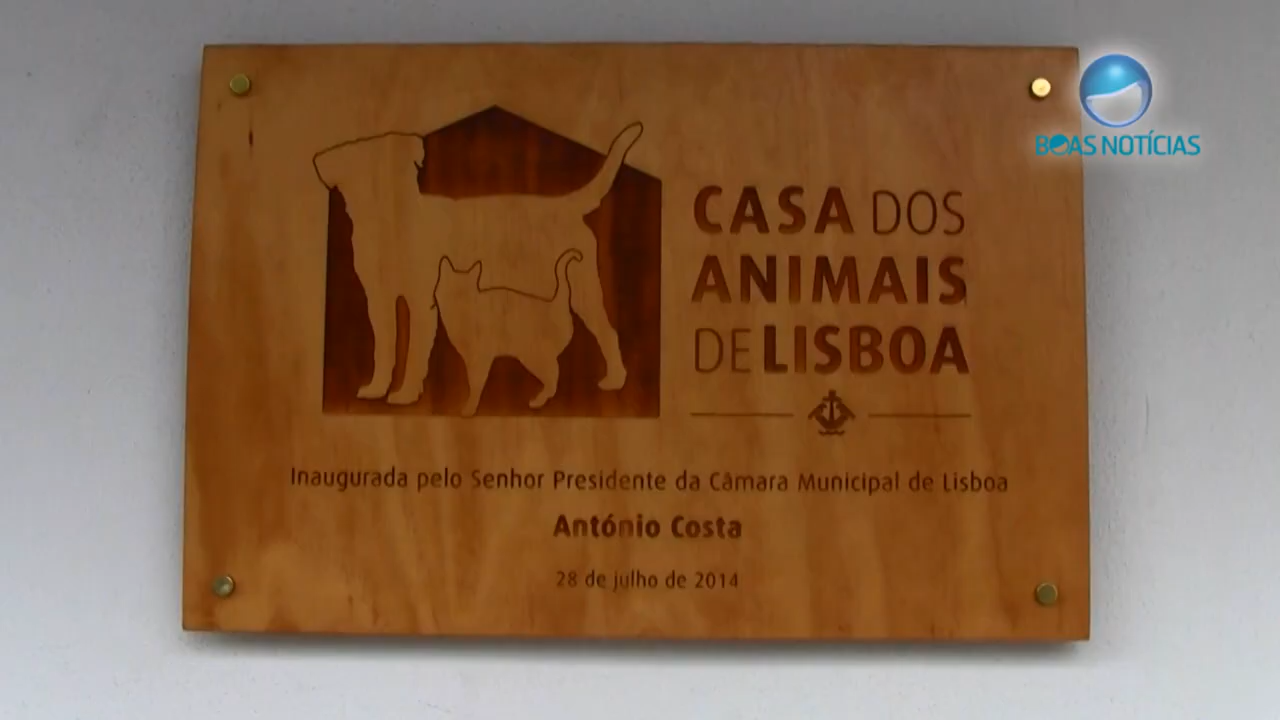 BOAS NOTÍCIAS
CASA DOS
ANIMAIS
DE LISBOA
Inaugurada pelo Senhor Presidente da Câmara Municipal de Lisboa
António Costa
28 de julho de 2014